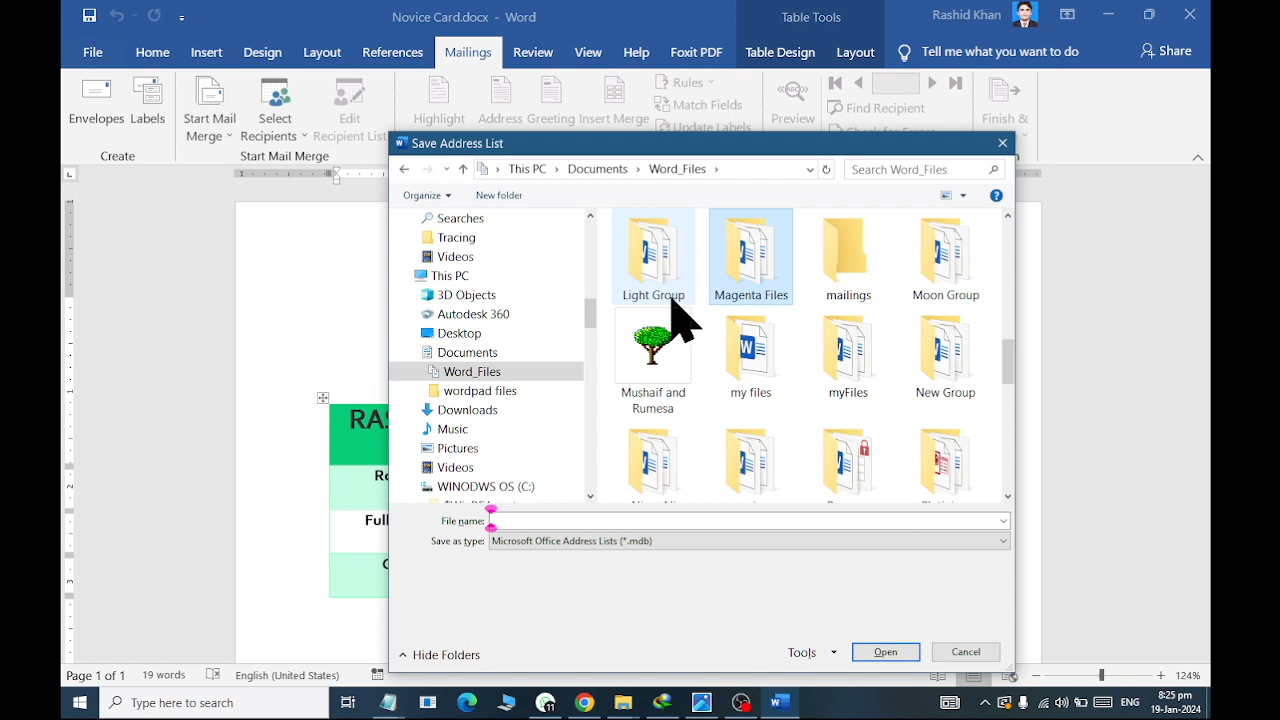 Novice Card.docx - Word
Table Tools
Rashid Khan
File
Home
Insert
Design
Layout
References
Mailings
Review
View
Help
Foxit PDF
Table Design
Layout
Tell me what you want to do
Share
Envelopes
Labels
Start Mail
Merge
Select
Recipients
Edit
Recipient List
Highlight
Address
Greeting
Insert Merge
Rules
Match Fields
Update Labels
Preview
Find Recipient
Finish &
Create
Start Mail Merge
Save Address List
This PC
Documents
Word_Files
Search Word_Files
Organize
New folder
Searches
Tracing
Videos
This PC
3D Objects
Autodesk 360
Desktop
Documents
Word_Files
wordpad files
Downloads
Music
Pictures
Videos
WINODWS OS (C:)
Light Group
Magenta Files
mailings
Moon Group
Mushaif and
Rumesa
my files
myFiles
New Group
File name:
Save as type:
Microsoft Office Address Lists (*.mdb)
Hide Folders
Tools
Open
Cancel
RAS
Ro
Full
Page 1 of 1
19 words
English (United States)
124%
Type here to search
ENG
8:25 pm
19-Jan-2024